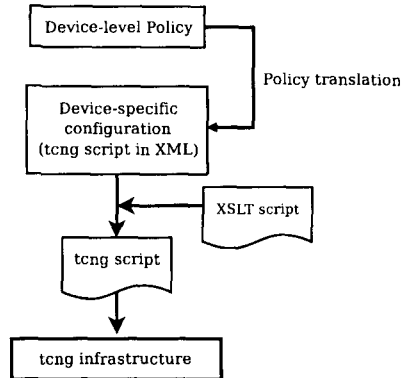 Device-level Policy
Policy translation
Device-specific
configuration
(tcng script in XML)
XSLT script
tcng script
tcng infrastructure